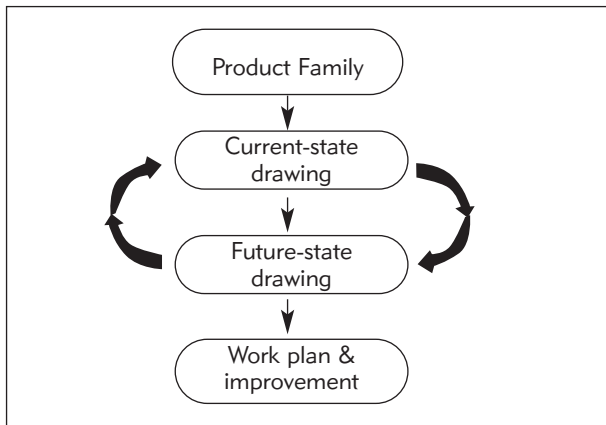 Product Family
Current-state
drawing
Future-state
drawing
Work plan &
improvement